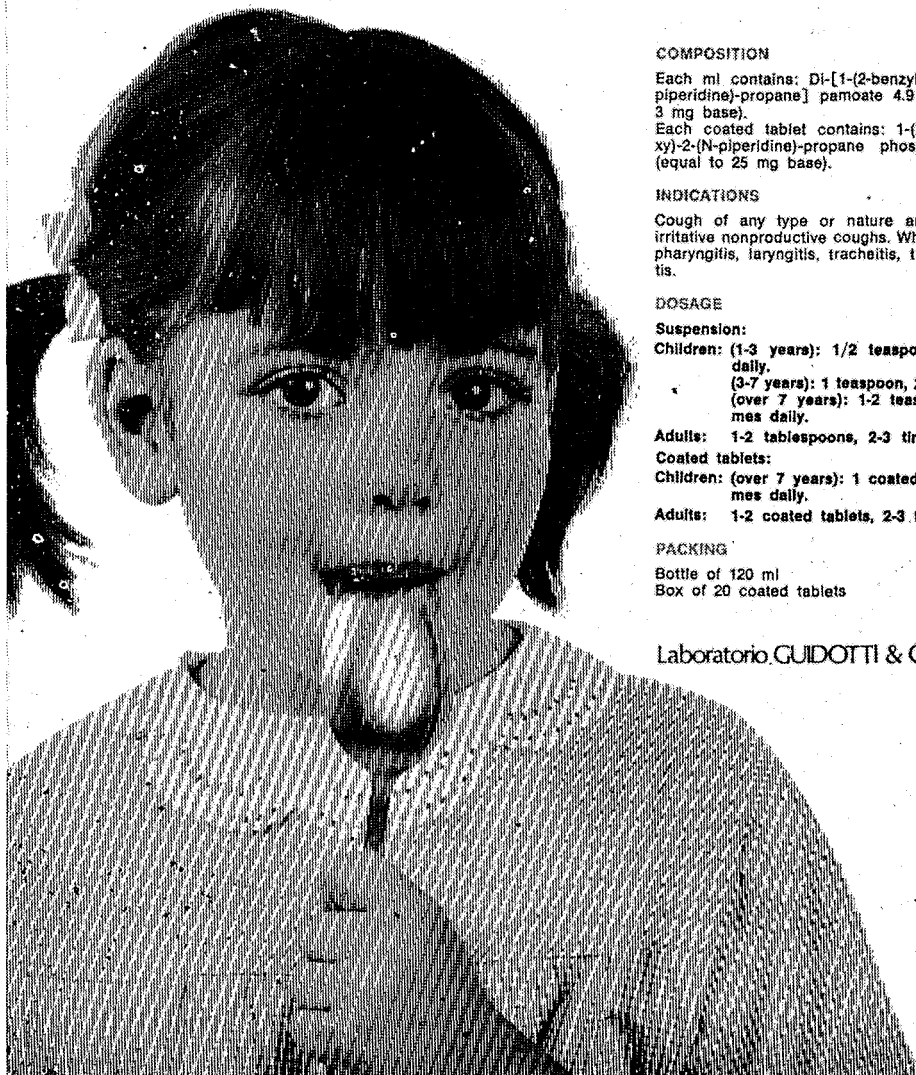 COMPOSITION
Each ml contains: Di-[1-(2-benzyl
piperidine)-propane] pamoate 4.9
3 mg base).
Each coated tablet contains: 1-(
xy)-2-(N-piperidine)-propane phos
(equal to 25 mg base).
INDICATIONS
Cough of any type or nature a
irritative nonproductive coughs. Wh
pharyngitis, laryngitis, tracheitis, t
tis.
DOSAGE
Suspension:
Children: (1-3 years): 1/2 teaspo
daily.
(3-7 years): 1 teaspoon, 2
(over 7 years): 1-2 teas
mes daily.
Adults: 1-2 tablespoons, 2-3 tim
Coated tablets:
Children: (over 7 years): 1 coated
mes daily.
Adults: 1-2 coated tablets, 2-3 t
PACKING
Bottle of 120 ml
Box of 20 coated tablets
Laboratorio GUIDOTTI & C